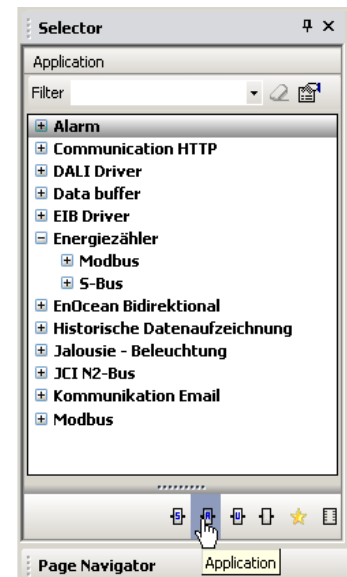 Selector
Application
Filter
Alarm
Communication HTTP
DALI Driver
Data buffer
EIB Driver
Energiezähler
Modbus
S-Bus
EnOcean Bidirektional
Historische Datenaufzeichnung
Jalousie - Beleuchtung
JCI N2-Bus
Kommunikation Email
Modbus
S A U
Page Navigator Application